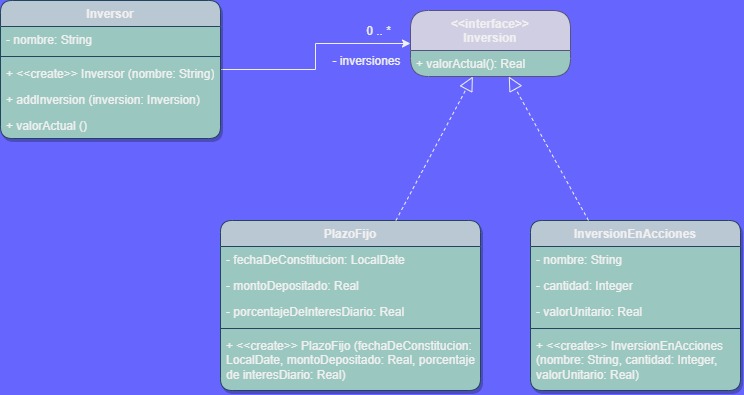 Inversor
- nombre: String
+ <<create>> Inversor (nombre: String)
+ addInversion (inversion: Inversion)
+ valorActual ()
0 .. *
- inversiones
<<interface>>
Inversion
+ valorActual(): Real
PlazoFijo
- fechaDeConstitucion: LocalDate
- montoDepositado: Real
- porcentajeDeInteresDiario: Real
+ <<create>> PlazoFijo (fechaDeConstitucion:
LocalDate, montoDepositado: Real, porcentaje
de interesDiario: Real)
InversionEnAcciones
- nombre: String
- cantidad: Integer
- valorUnitario: Real
+ <<create>> InversionEnAcciones
(nombre: String, cantidad: Integer,
valorUnitario: Real)